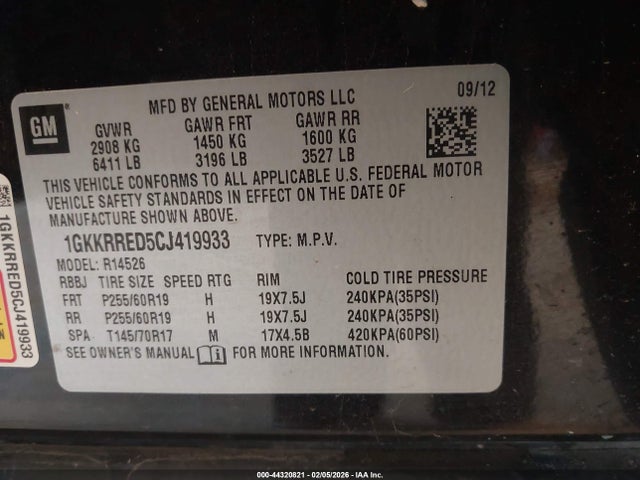 GM
MFD BY GENERAL MOTORS LLC
09/12
GVWR GAWR FRT GAWR RR
2908 KG 1450 KG 1600 KG
6411 LB 3196 LB 3527 LB
THIS VEHICLE CONFORMS TO ALL APPLICABLE U.S. FEDERAL MOTOR
VEHICLE SAFETY STANDARDS IN EFFECT ON THE DATE OF
MANUFACTURE SHOWN ABOVE.
1GKKRRED5CJ419933 TYPE: M.P.V.
MODEL: R14526
RBBJ TIRE SIZE SPEED RTG RIM COLD TIRE PRESSURE
FRT P255/60R19 H 19X7.5J 240KPA(35PSI)
RR P255/60R19 H 19X7.5J 240KPA(35PSI)
SPA T145/70R17 M 17X4.5B 420KPA(60PSI)
SEE OWNER'S MANUAL FOR MORE INFORMATION.
1GKKRRED5CJ419933
000-44320821 - 02/05/2026 - IAA Inc.